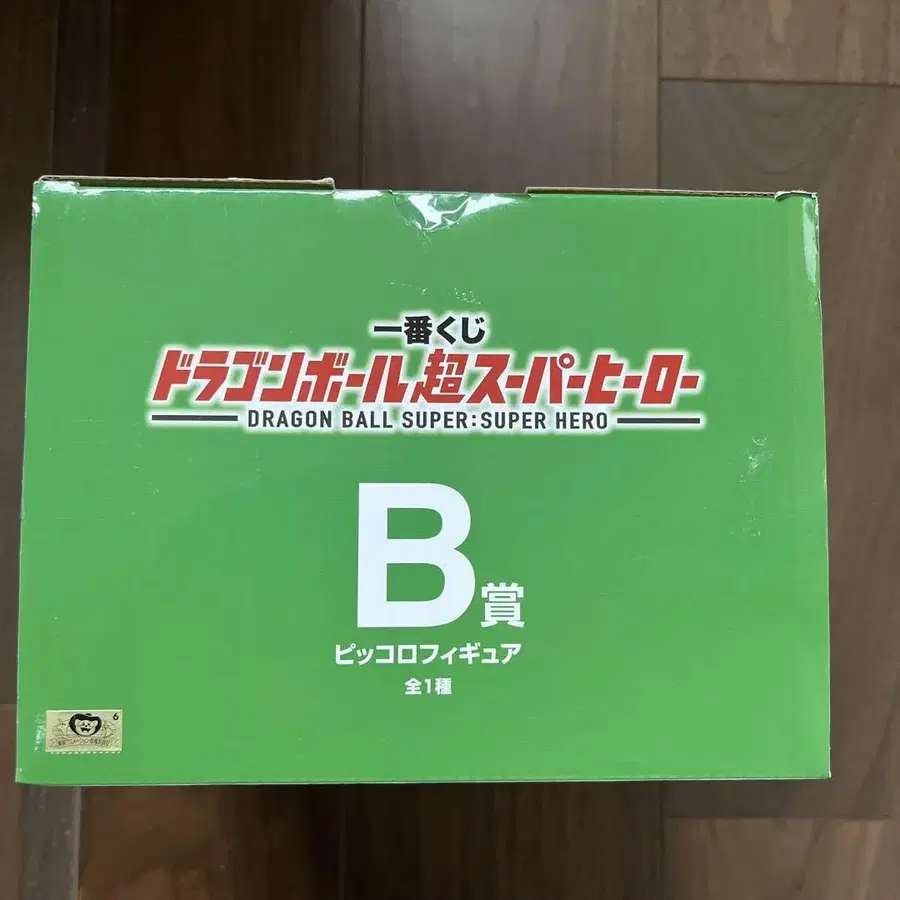 一番くじ
ドラゴンボール超スーパーヒーロー
DRAGON BALL SUPER:SUPER HERO
B賞
ピッコロフィギュア
全1種
6